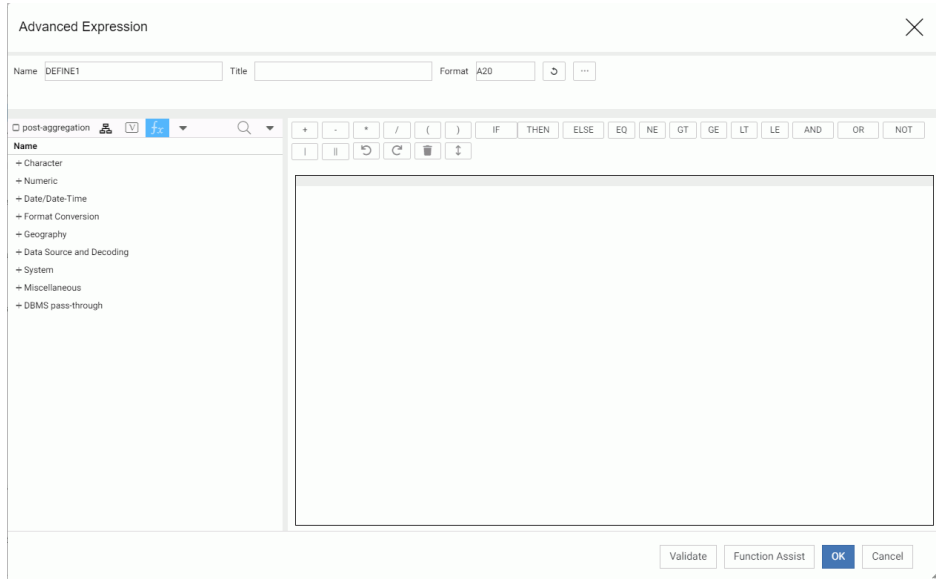 Advanced Expression
Name DEFINE1 Title Format A20 ...
post-aggregation V fx
+ - * / ( ) IF THEN ELSE EQ NE GT GE LT LE AND OR NOT
| ||
Name
+ Character
+ Numeric
+ Date/Date-Time
+ Format Conversion
+ Geography
+ Data Source and Decoding
+ System
+ Miscellaneous
+ DBMS pass-through
Validate Function Assist OK Cancel